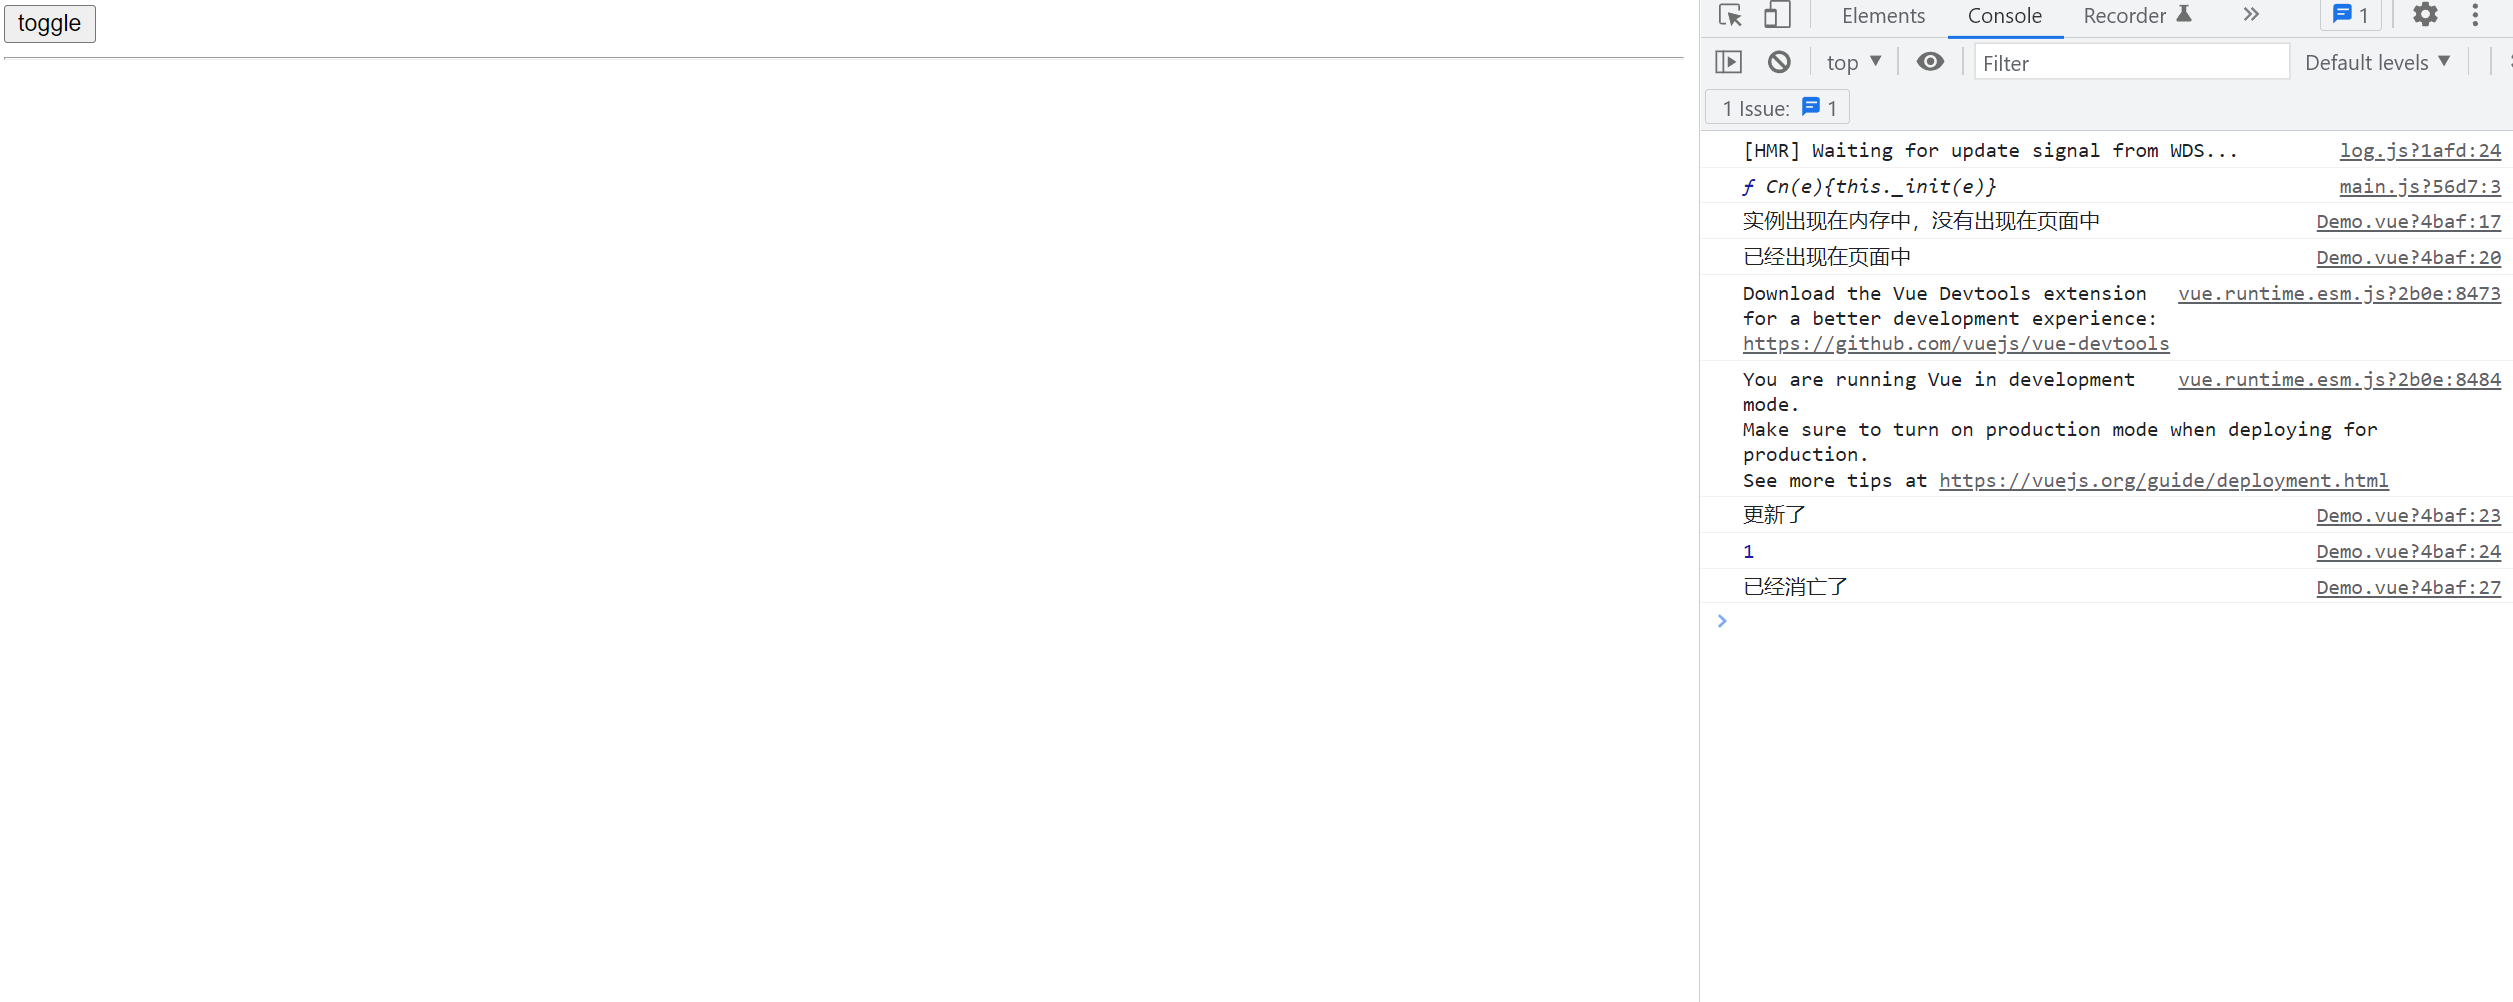 toggle
Elements Console Recorder 1
top Filter Default levels
1 Issue: 1
[HMR] Waiting for update signal from WDS... log.js?1afd:24
ƒ Cn(e){this._init(e)} main.js?56d7:3
实例出现在内存中，没有出现在页面中 Demo.vue?4baf:17
已经出现在页面中 Demo.vue?4baf:20
Download the Vue Devtools extension vue.runtime.esm.js?2b0e:8473
for a better development experience:
https://github.com/vuejs/vue-devtools
You are running Vue in development vue.runtime.esm.js?2b0e:8484
mode.
Make sure to turn on production mode when deploying for
production.
See more tips at https://vuejs.org/guide/deployment.html
更新了 Demo.vue?4baf:23
1 Demo.vue?4baf:24
已经消亡了 Demo.vue?4baf:27